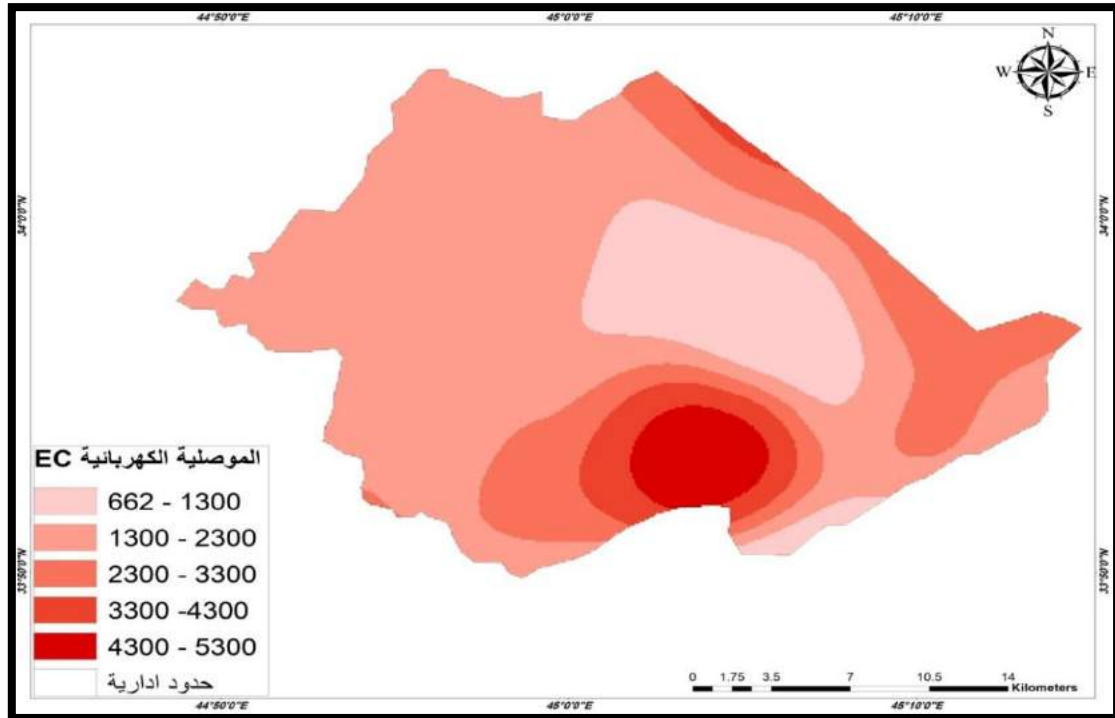 44°50'0"E 45°0'0"E 45°10'0"E
N
W E
S
34°0'0"N 34°0'0"N
الموصلية الكهربائية EC
662 - 1300
1300 - 2300
2300 - 3300
3300 -4300
4300 - 5300
حدود ادارية
33°50'0"N 33°50'0"N
0 1.75 3.5 7 10.5 14
Kilometers
44°50'0"E 45°0'0"E 45°10'0"E